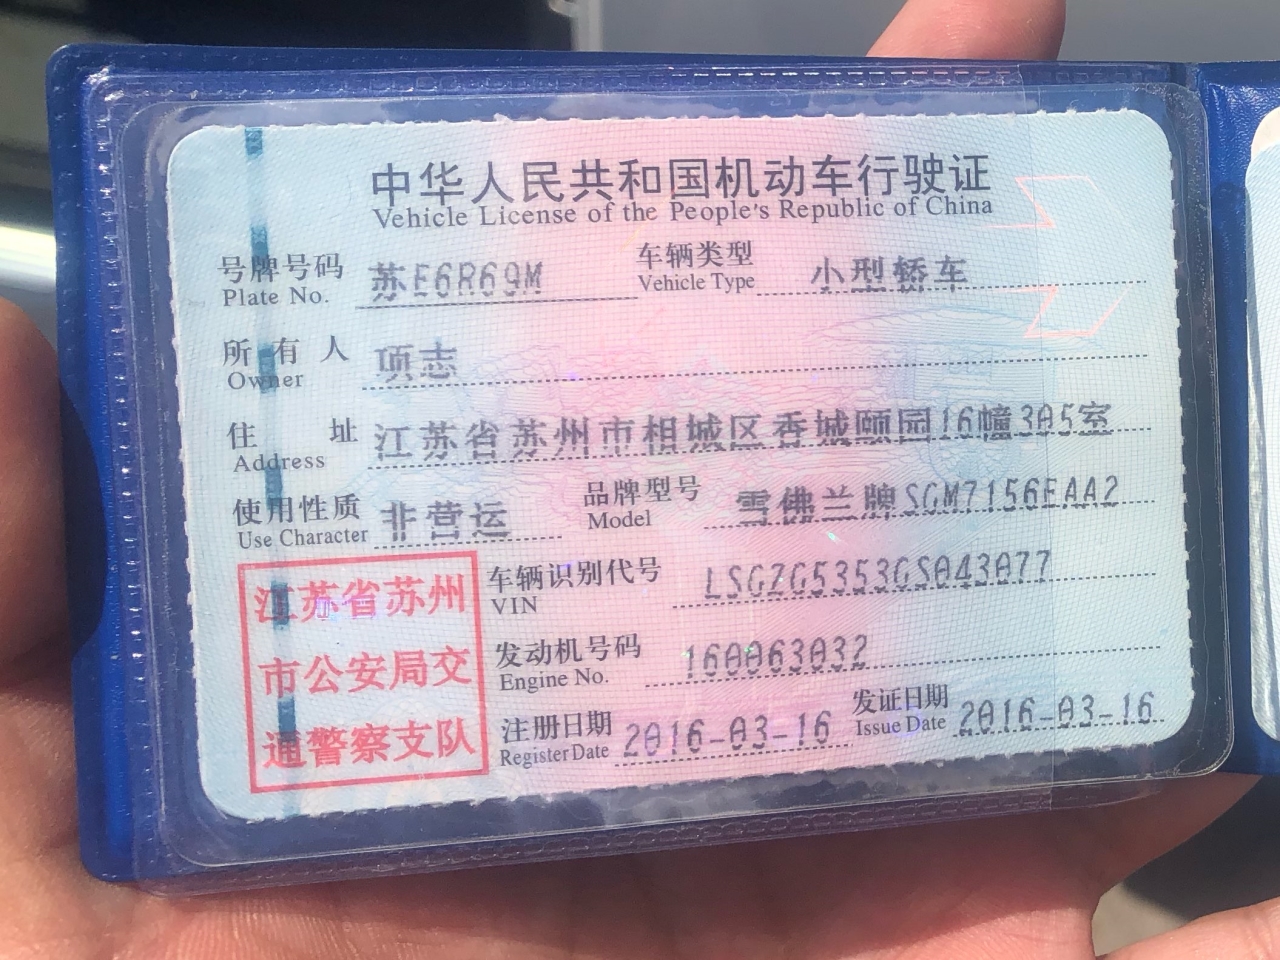 中华人民共和国机动车行驶证
Vehicle License of the People's Republic of China
号牌号码 苏E6R69M 车辆类型 小型轿车
Plate No. Vehicle Type
所有人 项志
Owner
住址 江苏省苏州市相城区香城颐园16幢305室
Address
使用性质 非营运 品牌型号 雪佛兰牌SGM7156EAA2
Use Character Model
车辆识别代号 LSGZG5353GS043077
VIN
发动机号码 160063032
Engine No.
注册日期 2016-03-16 发证日期 2016-03-16
Register Date Issue Date
江苏省苏州
市公安局交
通警察支队